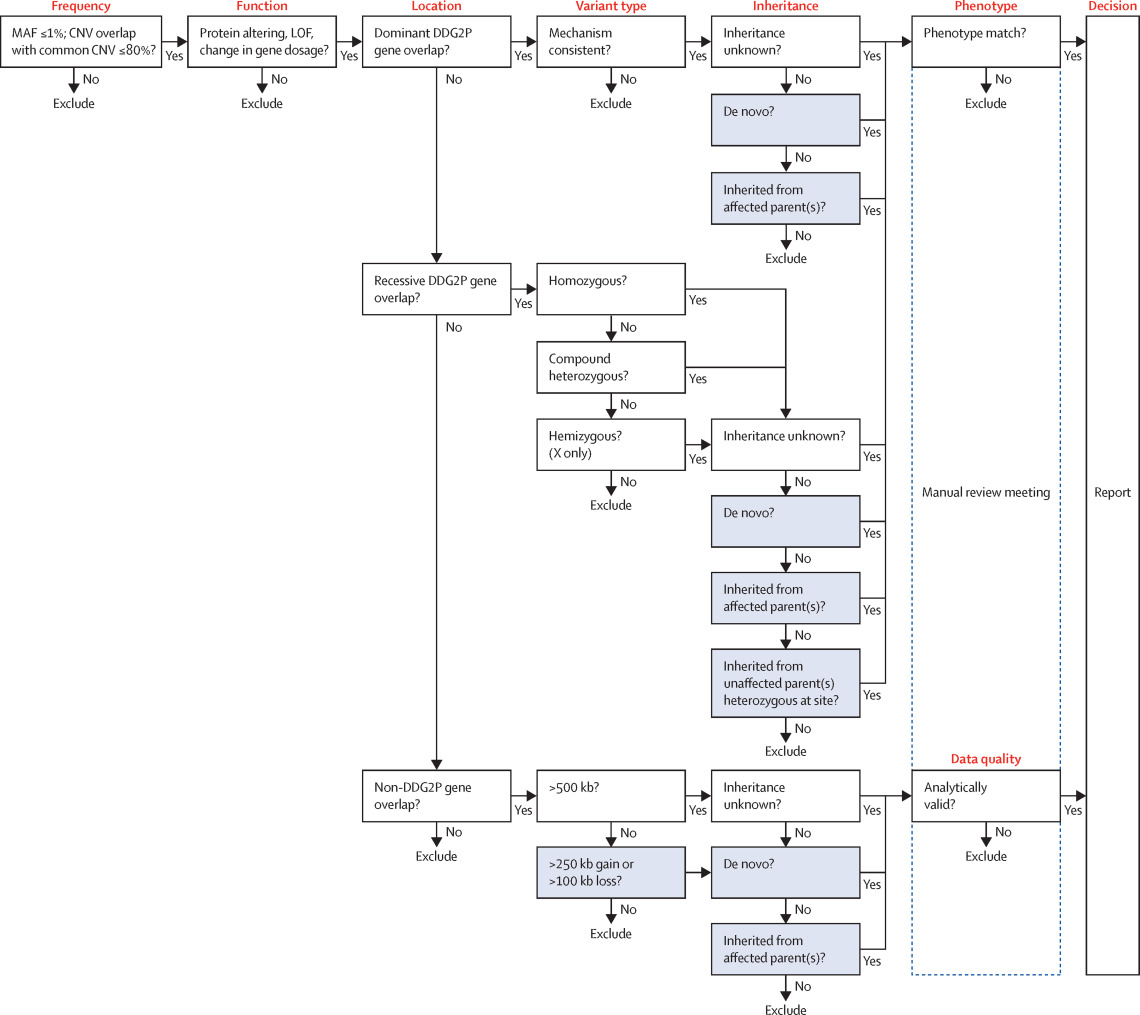 Frequency
Function
Location
Variant type
Inheritance
Phenotype
Decision
MAF ≤1%; CNV overlap
with common CNV ≤80%?
Yes
No
Exclude
Protein altering, LOF,
change in gene dosage?
Yes
No
Exclude
Dominant DDG2P
gene overlap?
Yes
No
Mechanism
consistent?
Yes
No
Exclude
Inheritance
unknown?
Yes
No
De novo?
Yes
No
Inherited from
affected parent(s)?
Yes
No
Exclude
Phenotype match?
Yes
No
Exclude
Recessive DDG2P gene
overlap?
Yes
No
Homozygous?
Yes
No
Compound
heterozygous?
Yes
No
Hemizygous?
(X only)
Yes
No
Exclude
Inheritance unknown?
Yes
No
De novo?
Yes
No
Inherited from
affected parent(s)?
Yes
No
Inherited from
unaffected parent(s)
heterozygous at site?
Yes
No
Exclude
Manual review meeting
Report
Non-DDG2P gene
overlap?
Yes
No
Exclude
>500 kb?
Yes
No
>250 kb gain or
>100 kb loss?
No
Exclude
Inheritance
unknown?
Yes
No
De novo?
Yes
No
Inherited from
affected parent(s)?
Yes
No
Exclude
Data quality
Analytically
valid?
Yes
No
Exclude